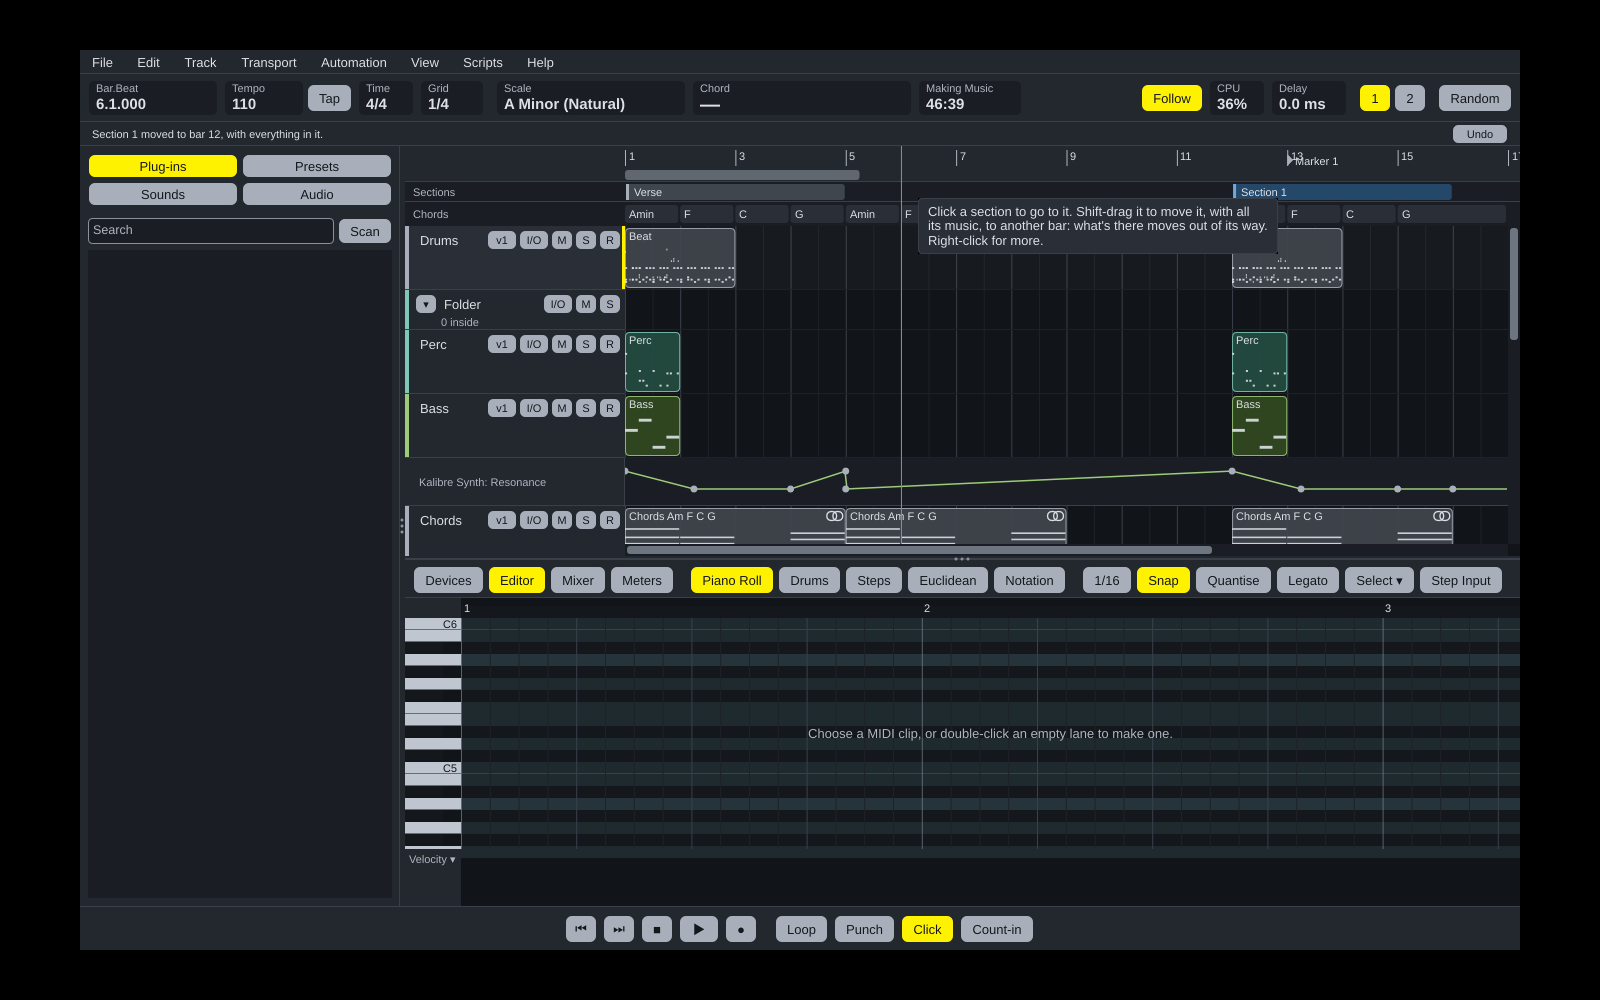 File Edit Track Transport Automation View Scripts Help
Bar.Beat Tempo Time Grid Scale Chord Making Music CPU Delay
6.1.000 110 Tap 4/4 1/4 A Minor (Natural) — 46:39 Follow 36% 0.0 ms 1 2 Random
Section 1 moved to bar 12, with everything in it. Undo
Plug-ins Presets
Sounds Audio
Search Scan
1 3 5 7 9 11 13 Marker 1 15
Sections Verse Section 1
Chords Amin F C G Amin F F C G
Click a section to go to it. Shift-drag it to move it, with all
its music, to another bar: what's there moves out of its way.
Right-click for more.
Drums v1 I/O M S R Beat
Folder I/O M S
0 inside
Perc v1 I/O M S R Perc Perc
Bass v1 I/O M S R Bass Bass
Kalibre Synth: Resonance
Chords v1 I/O M S R Chords Am F C G Chords Am F C G Chords Am F C G
Devices Editor Mixer Meters Piano Roll Drums Steps Euclidean Notation 1/16 Snap Quantise Legato Select ▾ Step Input
1 2 3
C6
Choose a MIDI clip, or double-click an empty lane to make one.
C5
Velocity ▾
Loop Punch Click Count-in